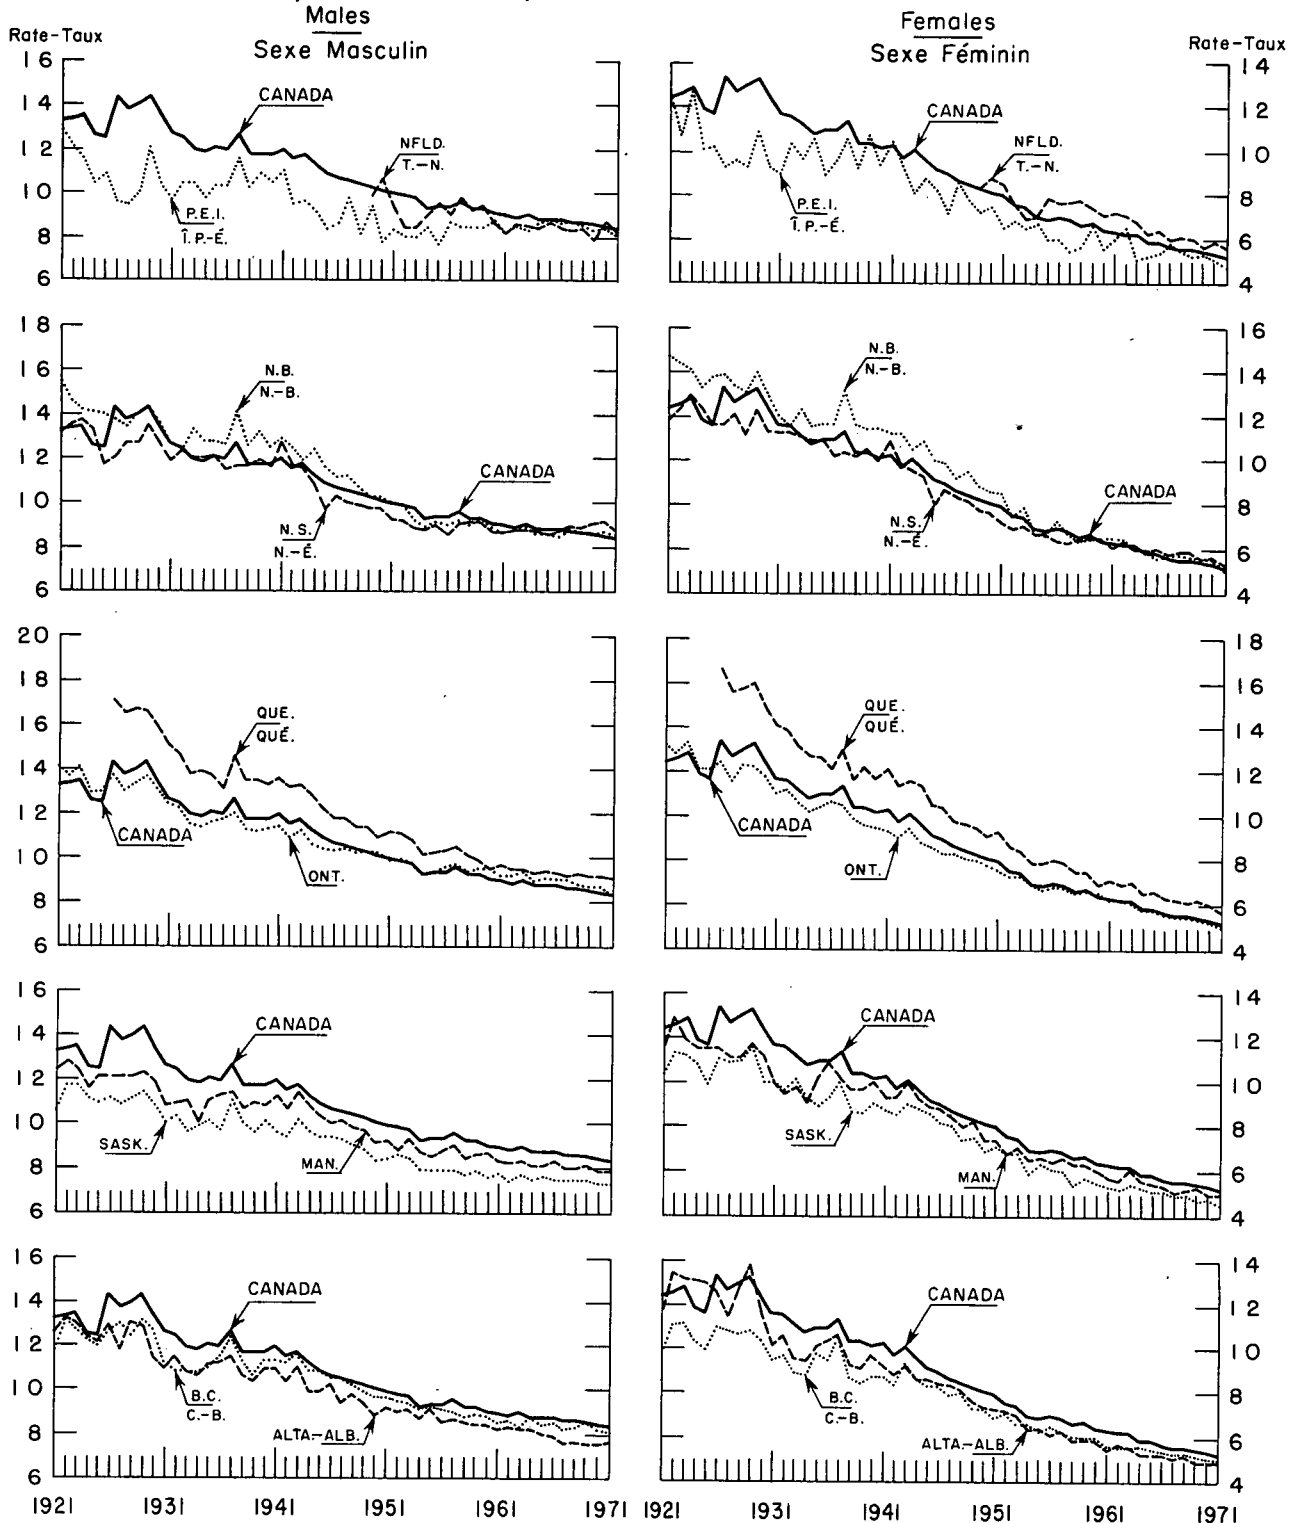 Males
Sexe Masculin
Females
Sexe Féminin
Rate-Taux
Rate-Taux
16
14
12
10
8
6
CANADA
NFLD.
T.-N.
P.E.I.
Î.P.-É.
CANADA
NFLD.
T.-N.
P.E.I.
Î.P.-É.
14
12
10
8
6
4
18
16
14
12
10
8
6
N.B.
N.-B.
CANADA
N.S.
N.-É.
N.B.
N.-B.
CANADA
N.S.
N.-É.
16
14
12
10
8
6
4
20
18
16
14
12
10
8
6
QUE.
QUÉ.
CANADA
ONT.
QUE.
QUÉ.
CANADA
ONT.
18
16
14
12
10
8
6
4
16
14
12
10
8
6
CANADA
SASK.
MAN.
CANADA
SASK.
MAN.
14
12
10
8
6
4
16
14
12
10
8
6
CANADA
B.C.
C.-B.
ALTA.-ALB.
CANADA
B.C.
C.-B.
ALTA.-ALB.
14
12
10
8
6
4
1921 1931 1941 1951 1961 1971
1921 1931 1941 1951 1961 1971